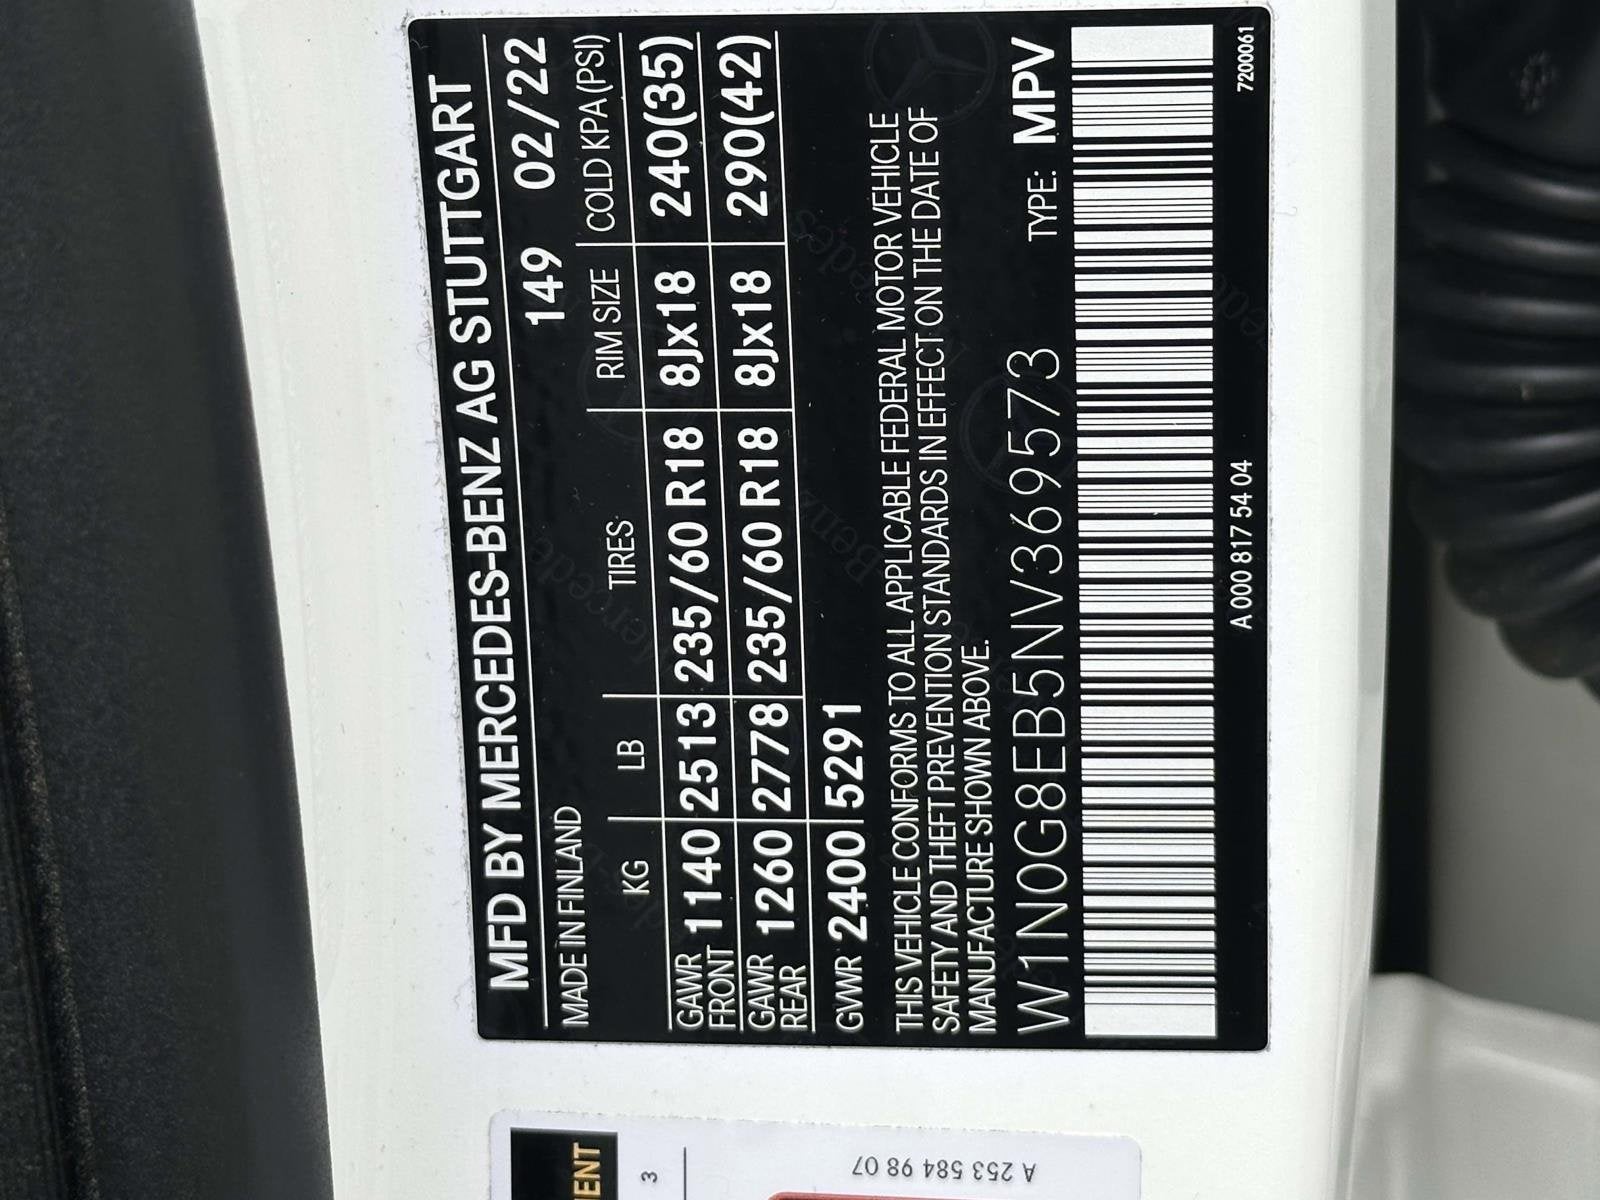 MFD BY MERCEDES-BENZ AG STUTTGART
MADE IN FINLAND 149 02/22
KG LB TIRES RIM SIZE COLD KPA (PSI)
GAWR FRONT 1140 2513 235/60 R18 8Jx18 240(35)
GAWR REAR 1260 2778 235/60 R18 8Jx18 290(42)
GVWR 2400 5291
THIS VEHICLE CONFORMS TO ALL APPLICABLE FEDERAL MOTOR VEHICLE
SAFETY AND THEFT PREVENTION STANDARDS IN EFFECT ON THE DATE OF
MANUFACTURE SHOWN ABOVE.
TYPE: MPV
W1N0G8EB5NV369573
A 000 817 54 04
7200061
3
A 253 584 98 07